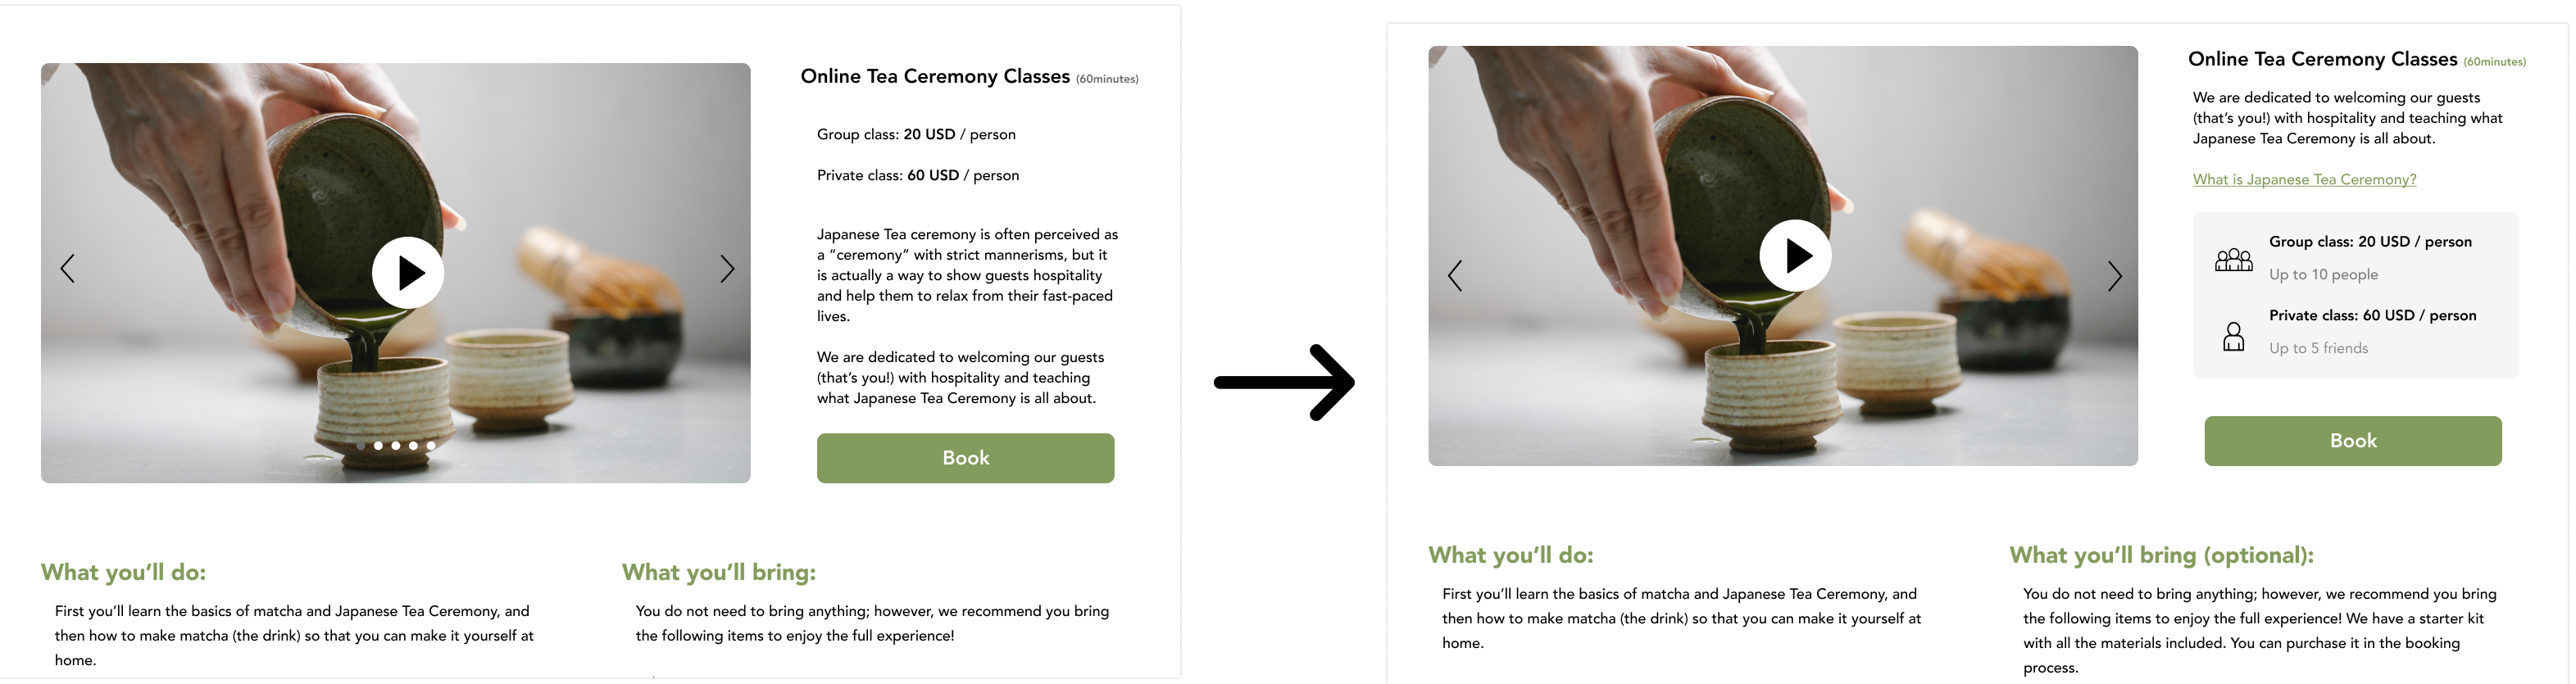 Online Tea Ceremony Classes (60minutes)
Group class: 20 USD / person
Private class: 60 USD / person
Japanese Tea ceremony is often perceived as
a “ceremony” with strict mannerisms, but it
is actually a way to show guests hospitality
and help them to relax from their fast-paced
lives.
We are dedicated to welcoming our guests
(that’s you!) with hospitality and teaching
what Japanese Tea Ceremony is all about.
Book
What you’ll do:
First you’ll learn the basics of matcha and Japanese Tea Ceremony, and
then how to make matcha (the drink) so that you can make it yourself at
home.
What you’ll bring:
You do not need to bring anything; however, we recommend you bring
the following items to enjoy the full experience!
Online Tea Ceremony Classes (60minutes)
We are dedicated to welcoming our guests
(that’s you!) with hospitality and teaching what
Japanese Tea Ceremony is all about.
What is Japanese Tea Ceremony?
Group class: 20 USD / person
Up to 10 people
Private class: 60 USD / person
Up to 5 friends
Book
What you’ll do:
First you’ll learn the basics of matcha and Japanese Tea Ceremony, and
then how to make matcha (the drink) so that you can make it yourself at
home.
What you’ll bring (optional):
You do not need to bring anything; however, we recommend you bring
the following items to enjoy the full experience! We have a starter kit
with all the materials included. You can purchase it in the booking
process.